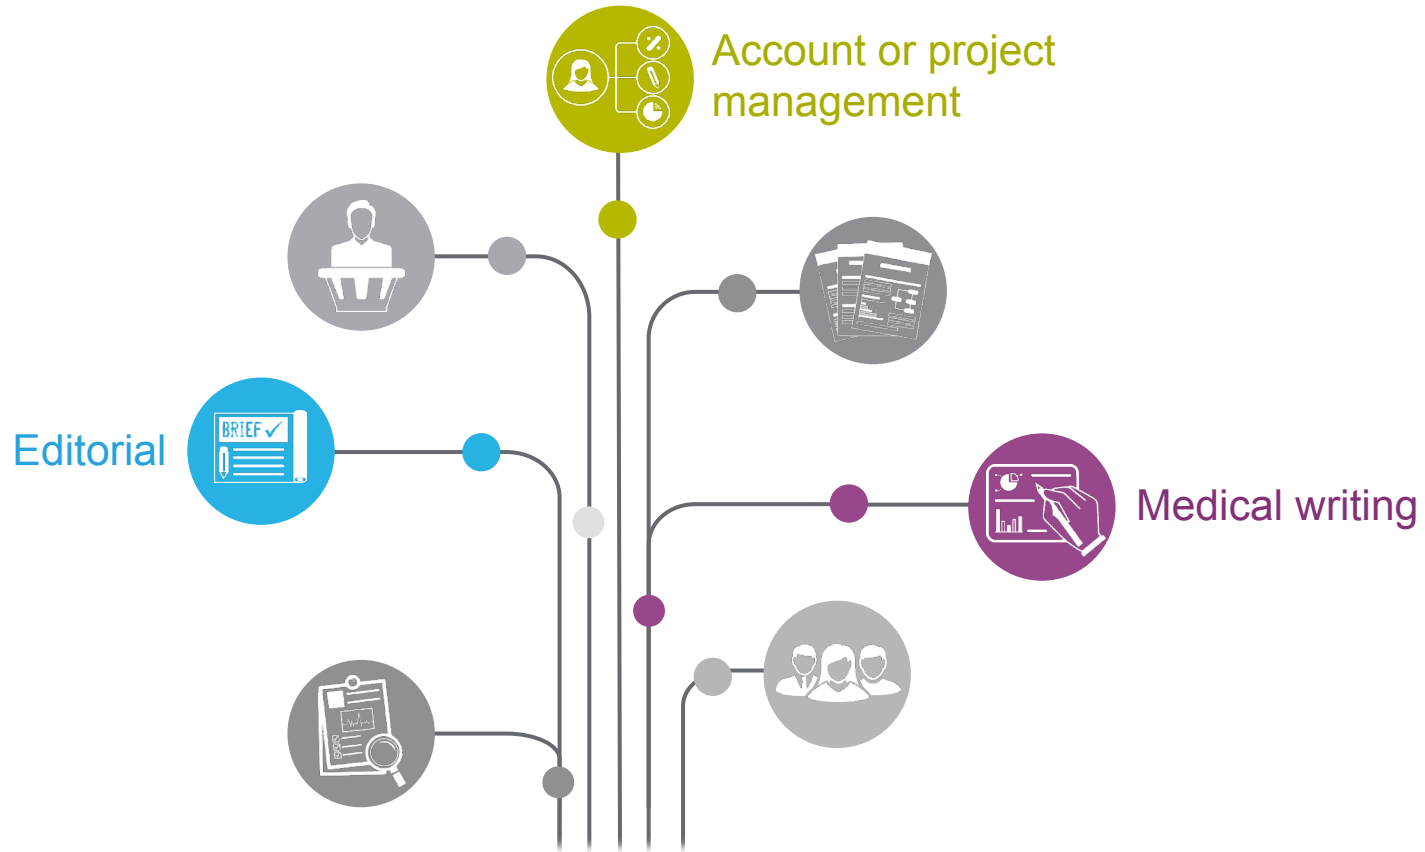 Account or project
management
BRIEF
Editorial
Medical writing